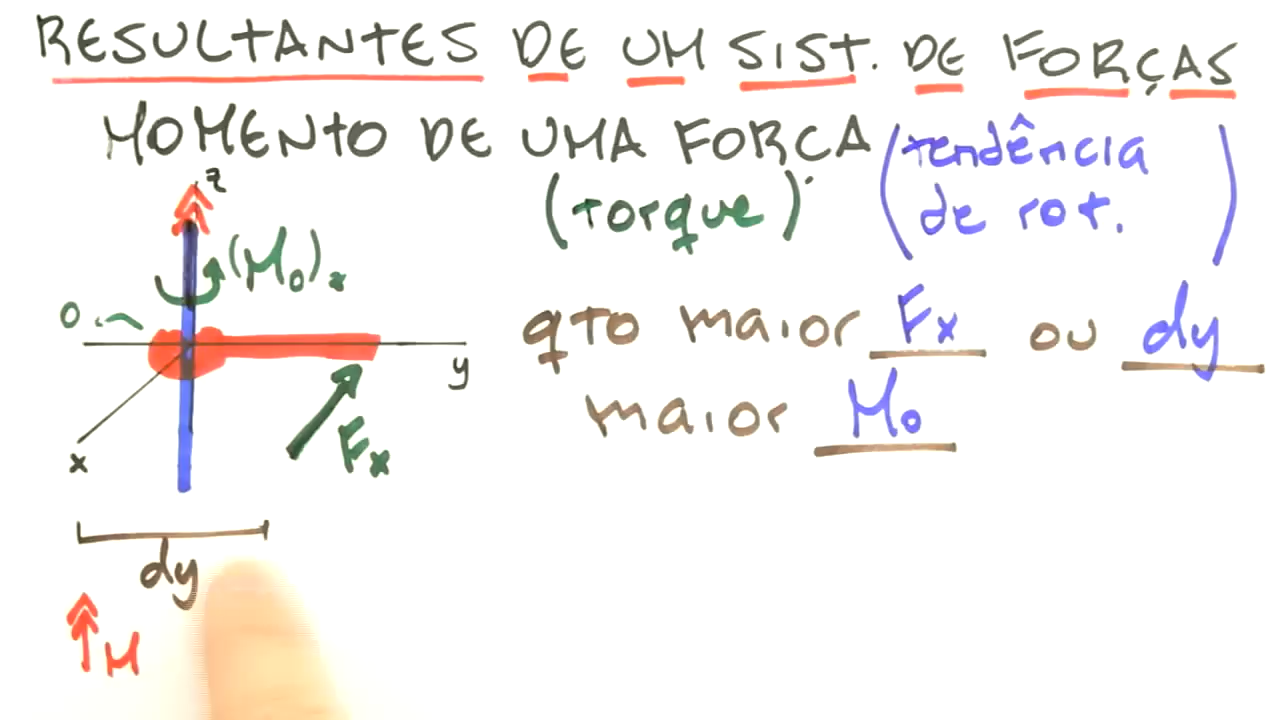 RESULTANTES DE UM SIST. DE FORÇAS
MOMENTO DE UMA FORÇA (tendência
(torque) de rot.)
z
(Mo)z
O
y
x
Fx
qto maior Fx ou dy
maior Mo
dy
M